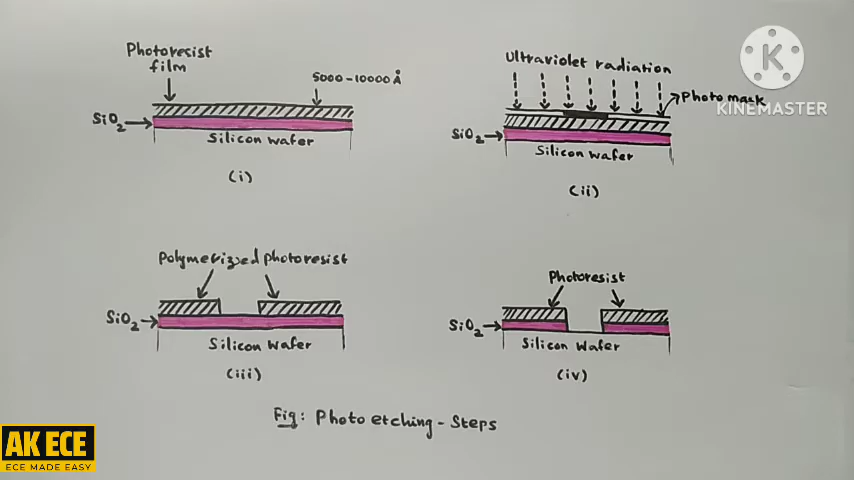 Photoresist
film
5000-10000Å
SiO2
Silicon wafer
(i)
Ultraviolet radiation
Photo mask
SiO2
Silicon wafer
(ii)
KINEMASTER
Polymerized photoresist
SiO2
Silicon wafer
(iii)
Photoresist
SiO2
Silicon wafer
(iv)
Fig: Photo etching - Steps
AK ECE
ECE MADE EASY